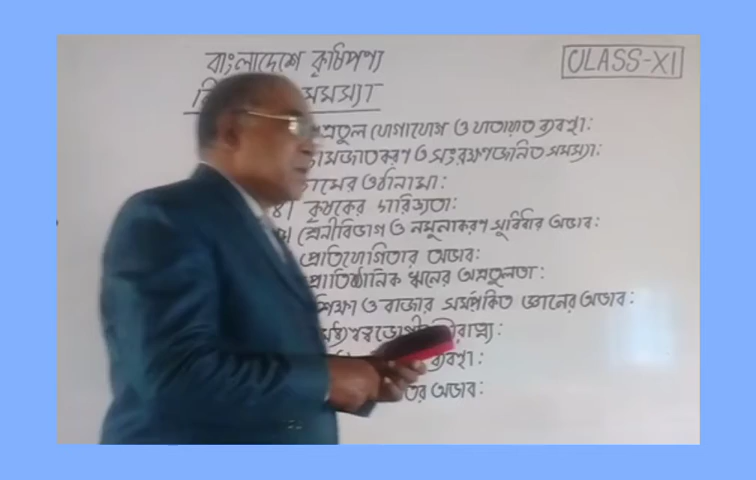 বাংলাদেশে কৃষিপণ্য
CLASS-XI
সমস্যা
অপ্রতুল যোগাযোগ ও যাতায়াত ব্যবস্থা:
গুদামজাতকরণ ও সংরক্ষণজনিত সমস্যা:
দামের ওঠানামা:
৪। কৃষকের দারিদ্র্যতা:
শ্রেনীবিভাগ ও নমুনাকরণ সুবিধার অভাব:
প্রতিযোগিতার অভাব:
প্রাতিষ্ঠানিক ঋনের অপ্রতুলতা:
শিক্ষা ও বাজার সম্পর্কিত জ্ঞানের অভাব:
ব্যবস্থা:
অভাব: